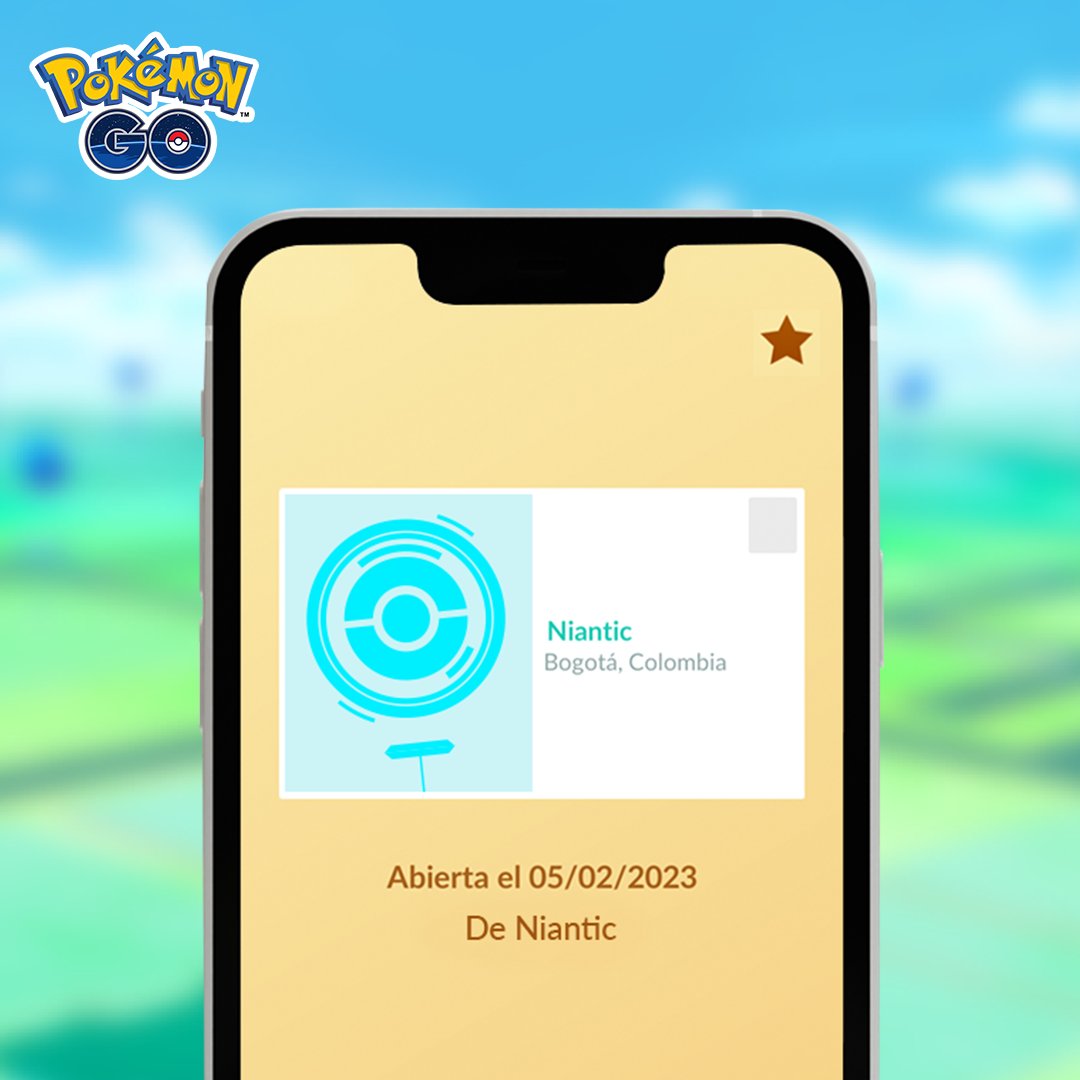 POKÉMON
GO
Niantic
Bogotá, Colombia
Abierta el 05/02/2023
De Niantic